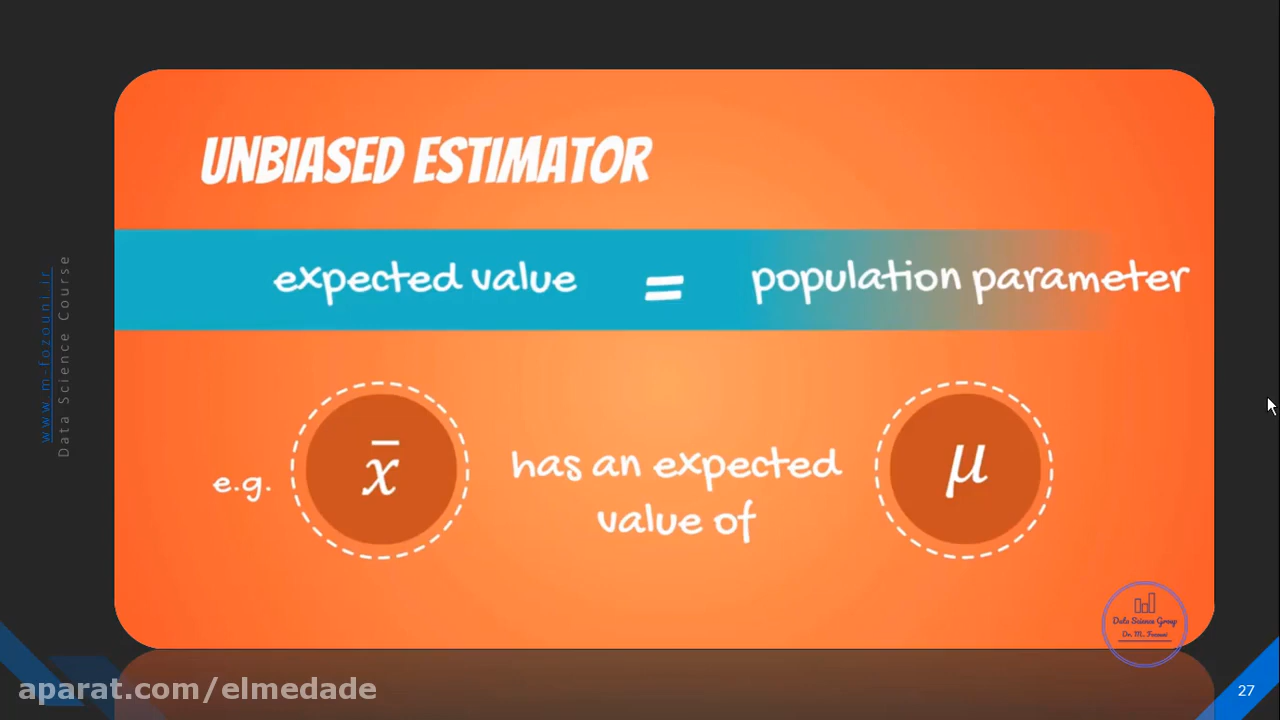 UNBIASED ESTIMATOR
expected value = population parameter
e.g. x̄ has an expected value of μ
www.m-fozouni.ir
Data Science Course
Data Science Group
Dr. M. Fozouni
aparat.com/elmedade
27